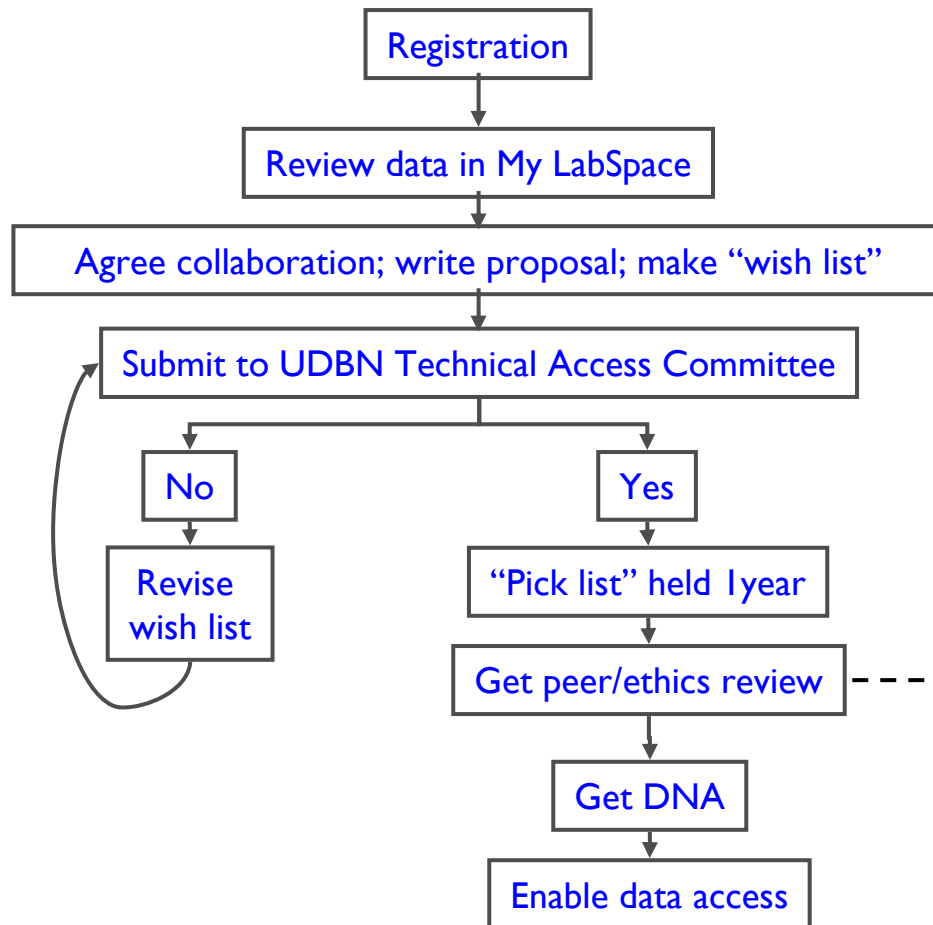 Registration
Review data in My LabSpace
Agree collaboration; write proposal; make “wish list”
Submit to UDBN Technical Access Committee
No
Yes
Revise
wish list
“Pick list” held 1year
Get peer/ethics review
Get DNA
Enable data access